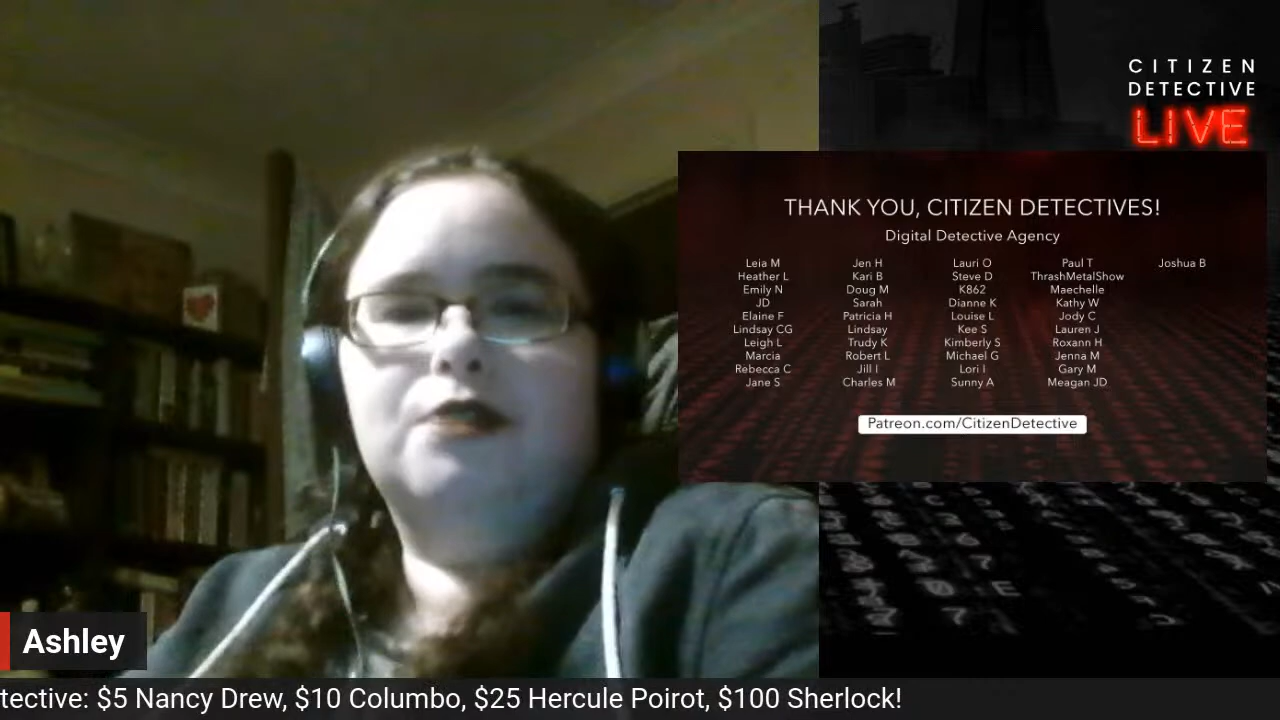 CITIZEN
DETECTIVE
LIVE
THANK YOU, CITIZEN DETECTIVES!
Digital Detective Agency
Leia M
Heather L
Emily N
JD
Elaine F
Lindsay CG
Leigh L
Marcia
Rebecca C
Jane S
Jen H
Kari B
Doug M
Sarah
Patricia H
Lindsay
Trudy K
Robert L
Jill I
Charles M
Lauri O
Steve D
K862
Dianne K
Louise L
Kee S
Kimberly S
Michael G
Lori I
Sunny A
Paul T
ThrashMetalShow
Maechelle
Kathy W
Jody C
Lauren J
Roxann H
Jenna M
Gary M
Meagan JD
Joshua B
Patreon.com/CitizenDetective
Ashley
tective: $5 Nancy Drew, $10 Columbo, $25 Hercule Poirot, $100 Sherlock!